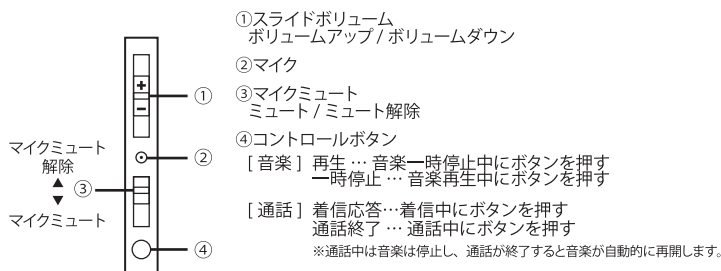 ①スライドボリューム
ボリュームアップ / ボリュームダウン
②マイク
③マイクミュート
ミュート / ミュート解除
④コントロールボタン
[ 音楽 ] 再生 … 音楽一時停止中にボタンを押す
一時停止 … 音楽再生中にボタンを押す
[ 通話 ] 着信応答…着信中にボタンを押す
通話終了 … 通話中にボタンを押す
※通話中は音楽は停止し、通話が終了すると音楽が自動的に再開します。
+
−
①
②
マイクミュート
解除
▲
③
▼
マイクミュート
④